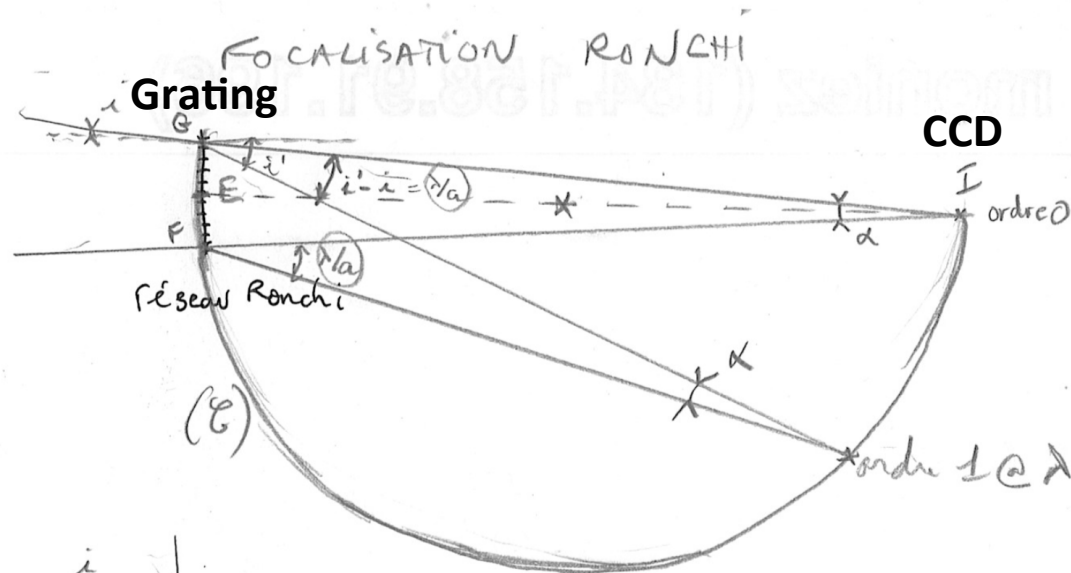 FOCALISATION RONCHI
Grating
CCD
i
G
i'
i'-i = λ/a
I
E
ordre 0
α
F
λ/a
réseau Ronchi
α
(C)
ordre 1 @ λ
i